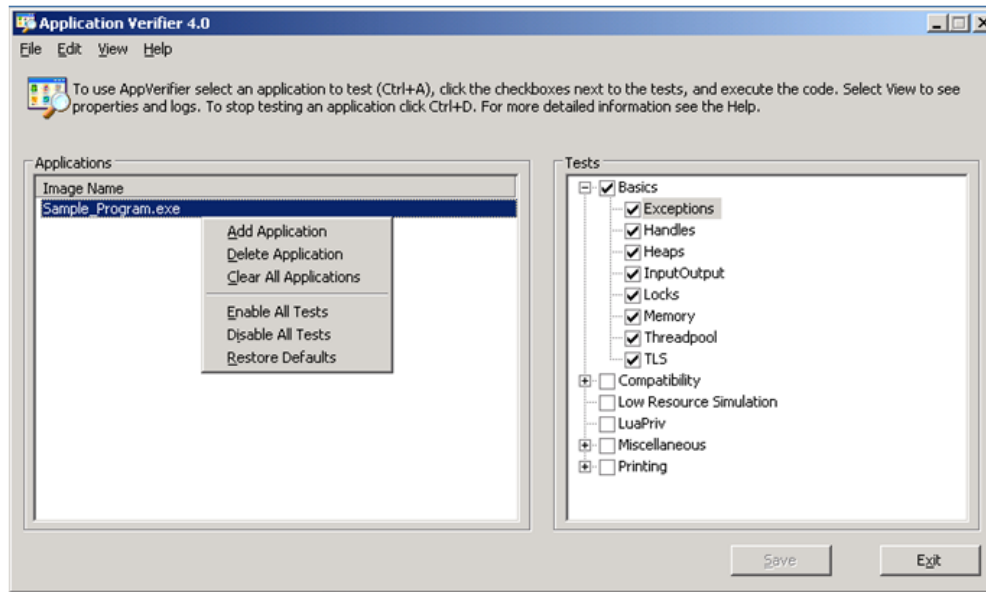 Application Verifier 4.0
File Edit View Help
To use AppVerifier select an application to test (Ctrl+A), click the checkboxes next to the tests, and execute the code. Select View to see
properties and logs. To stop testing an application click Ctrl+D. For more detailed information see the Help.
Applications
Image Name
Sample_Program.exe
Add Application
Delete Application
Clear All Applications
Enable All Tests
Disable All Tests
Restore Defaults
Tests
Basics
Exceptions
Handles
Heaps
InputOutput
Locks
Memory
Threadpool
TLS
Compatibility
Low Resource Simulation
LuaPriv
Miscellaneous
Printing
Save
Exit